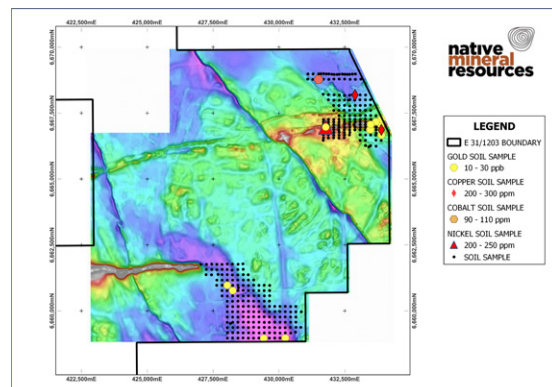 422,500mE 425,000mE 427,500mE 430,000mE 432,500mE
6,670,000mN
6,667,500mN
6,665,000mN
6,662,500mN
6,660,000mN
422,500mE 425,000mE 427,500mE 430,000mE 432,500mE
native
mineral
resources
LEGEND
E 31/1203 BOUNDARY
GOLD SOIL SAMPLE
10 - 30 ppb
COPPER SOIL SAMPLE
200 - 300 ppm
COBALT SOIL SAMPLE
90 - 110 ppm
NICKEL SOIL SAMPLE
200 - 250 ppm
SOIL SAMPLE